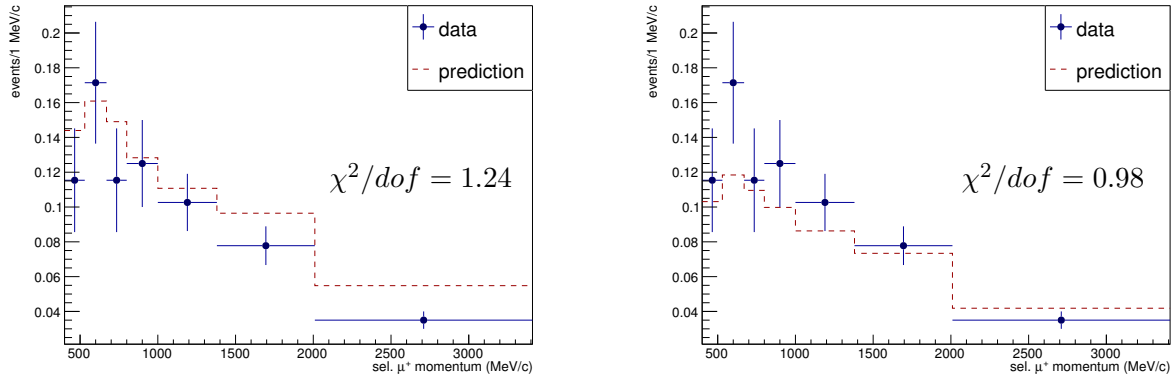 events/1 MeV/c
0.2
0.18
0.16
0.14
0.12
0.1
0.08
0.06
0.04
data
prediction
χ²/dof = 1.24
500 1000 1500 2000 2500 3000
sel. μ⁺ momentum (MeV/c)
events/1 MeV/c
0.2
0.18
0.16
0.14
0.12
0.1
0.08
0.06
0.04
data
prediction
χ²/dof = 0.98
500 1000 1500 2000 2500 3000
sel. μ⁺ momentum (MeV/c)